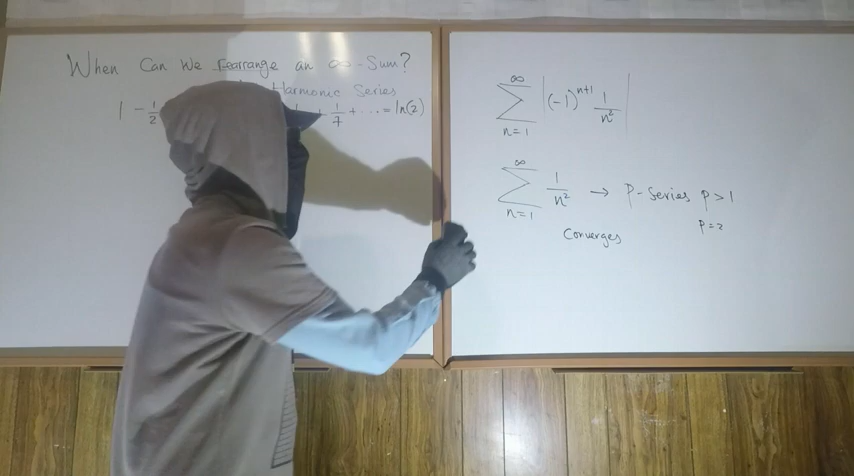 When Can We Rearrange an ∞-Sum?
Harmonic Series
1 - 1/2 + 1/7 + ... = ln(2)
∞
∑ |(-1)^{n+1} 1/n²|
n=1
∞
∑ 1/n² → P-Series P > 1
n=1
P=2
Converges